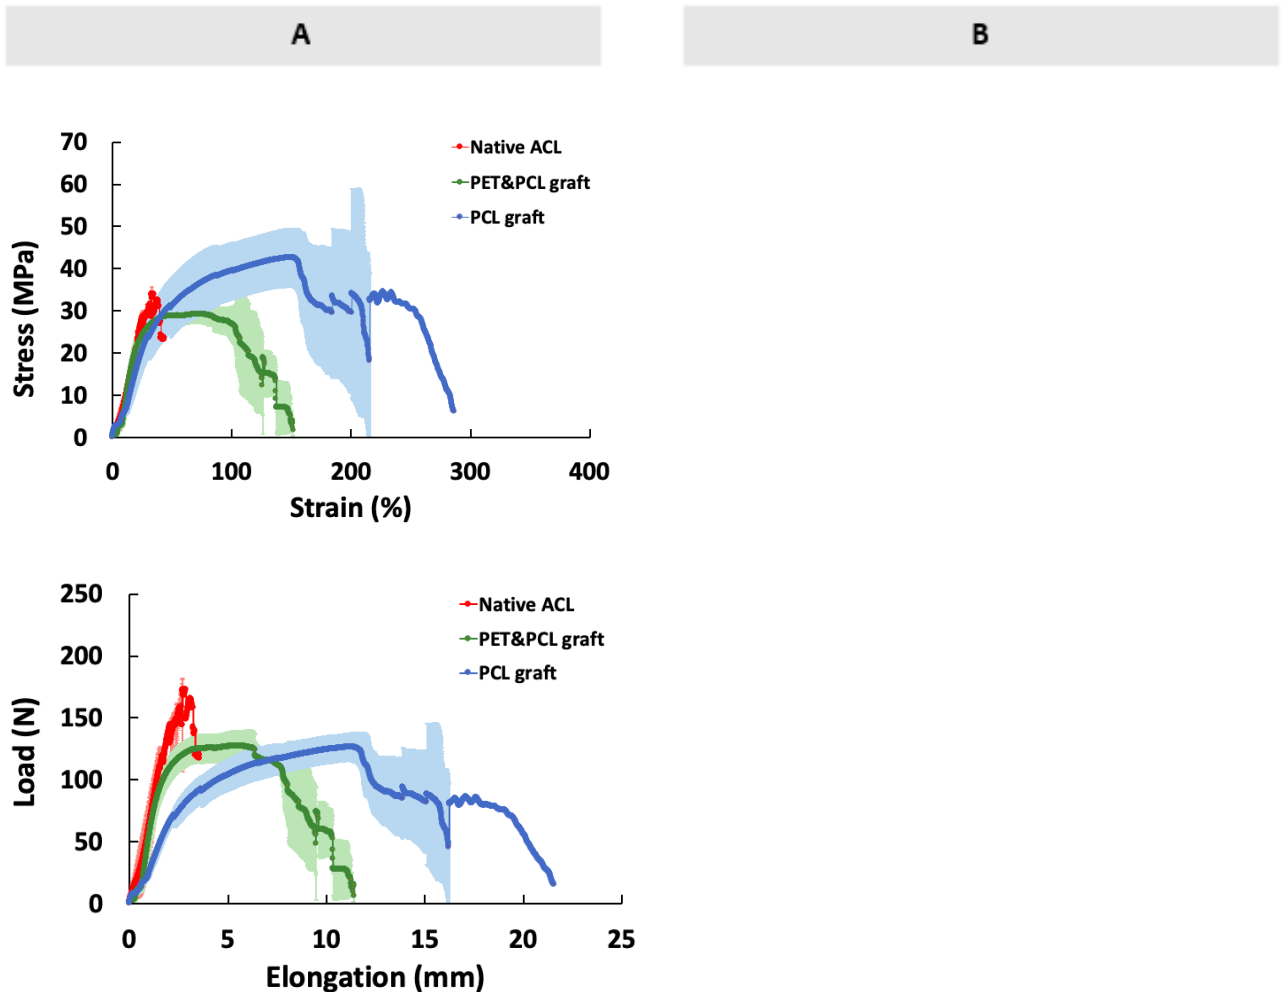 A
B
70
60
50
40
30
20
10
0
Stress (MPa)
Native ACL
PET&PCL graft
PCL graft
0 100 200 300 400
Strain (%)
250
200
150
100
50
0
Load (N)
Native ACL
PET&PCL graft
PCL graft
0 5 10 15 20 25
Elongation (mm)